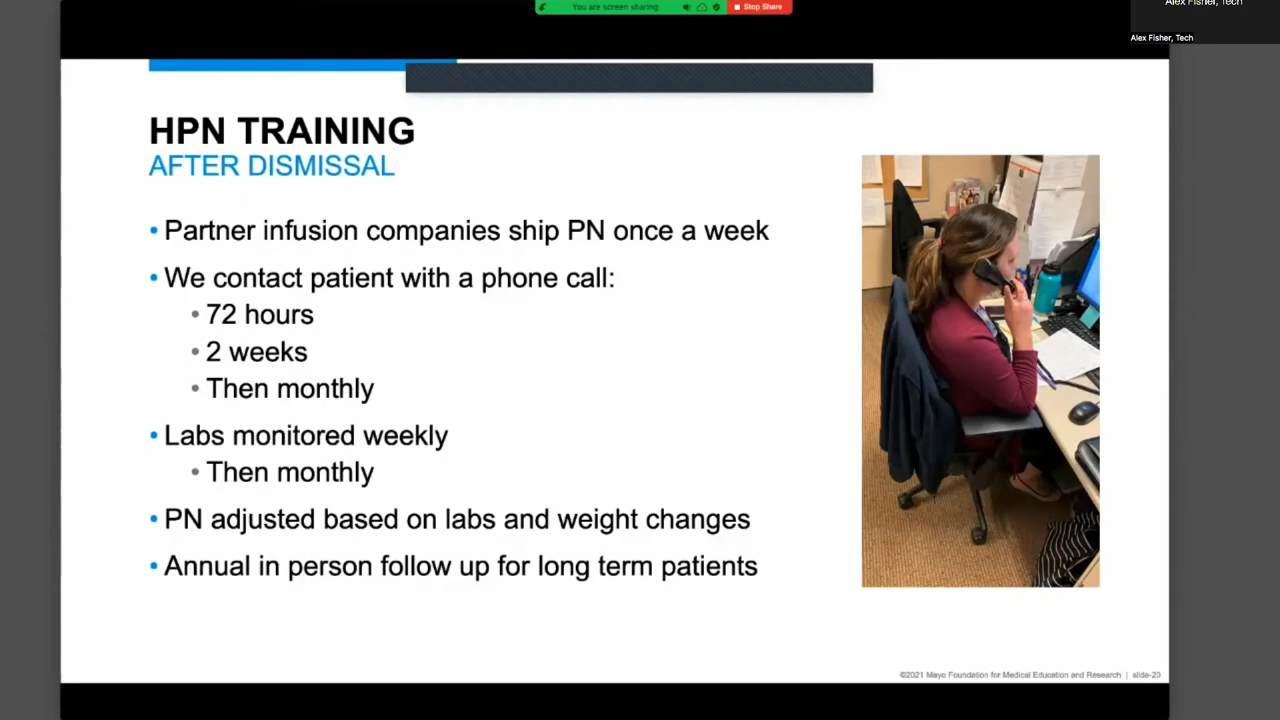 Alex Fisher, Tech
You are screen sharing
Stop Share
Alex Fisher, Tech
HPN TRAINING
AFTER DISMISSAL
• Partner infusion companies ship PN once a week
• We contact patient with a phone call:
• 72 hours
• 2 weeks
• Then monthly
• Labs monitored weekly
• Then monthly
• PN adjusted based on labs and weight changes
• Annual in person follow up for long term patients
©2021 Mayo Foundation for Medical Education and Research | slide-20